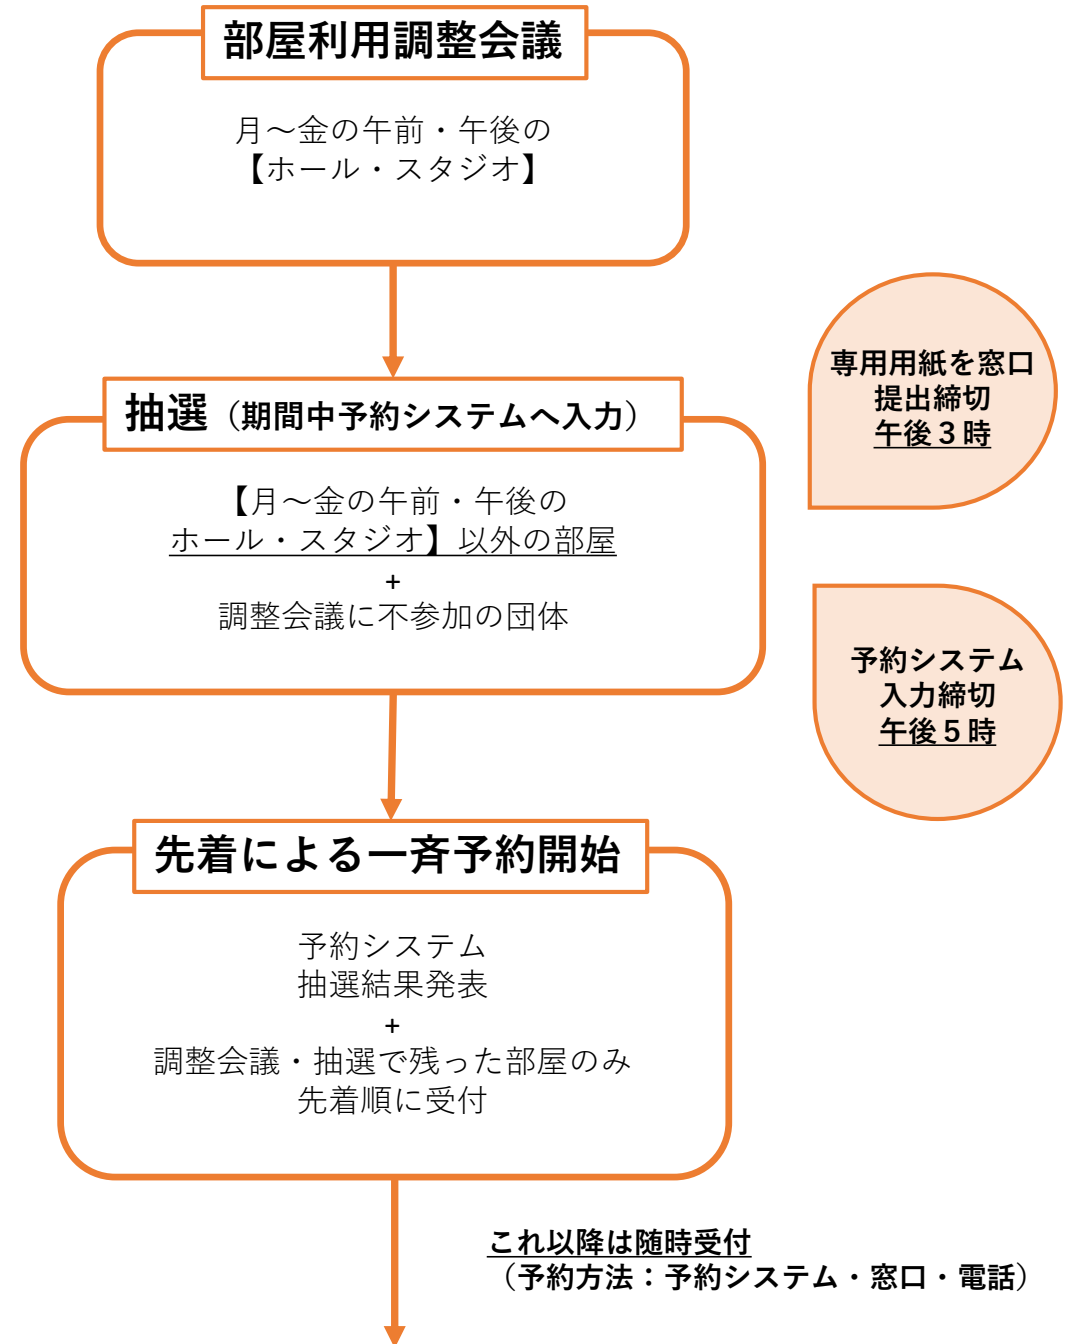 部屋利用調整会議
月～金の午前・午後の
【ホール・スタジオ】
抽選（期間中予約システムへ入力）
【月～金の午前・午後の
ホール・スタジオ】以外の部屋
+
調整会議に不参加の団体
専用用紙を窓口
提出締切
午後３時
予約システム
入力締切
午後５時
先着による一斉予約開始
予約システム
抽選結果発表
+
調整会議・抽選で残った部屋のみ
先着順に受付
これ以降は随時受付
（予約方法：予約システム・窓口・電話）